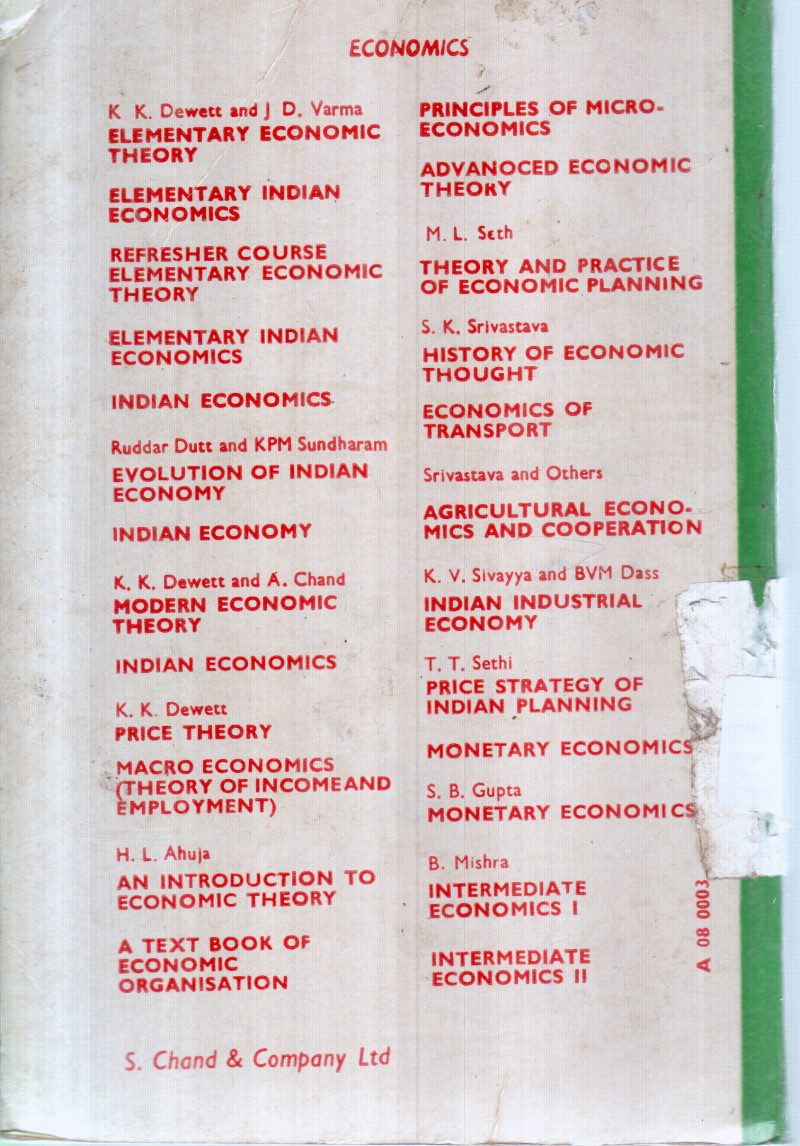 ECONOMICS
K K. Dewett and J D. Varma
ELEMENTARY ECONOMIC
THEORY
ELEMENTARY INDIAN
ECONOMICS
REFRESHER COURSE
ELEMENTARY ECONOMIC
THEORY
ELEMENTARY INDIAN
ECONOMICS
INDIAN ECONOMICS
Ruddar Dutt and KPM Sundharam
EVOLUTION OF INDIAN
ECONOMY
INDIAN ECONOMY
K. K. Dewett and A. Chand
MODERN ECONOMIC
THEORY
INDIAN ECONOMICS
K. K. Dewett
PRICE THEORY
MACRO ECONOMICS
(THEORY OF INCOMEAND
EMPLOYMENT)
H. L. Ahuja
AN INTRODUCTION TO
ECONOMIC THEORY
A TEXT BOOK OF
ECONOMIC
ORGANISATION
PRINCIPLES OF MICRO-
ECONOMICS
ADVANOCED ECONOMIC
THEORY
M. L. Seth
THEORY AND PRACTICE
OF ECONOMIC PLANNING
S. K. Srivastava
HISTORY OF ECONOMIC
THOUGHT
ECONOMICS OF
TRANSPORT
Srivastava and Others
AGRICULTURAL ECONO-
MICS AND COOPERATION
K. V. Sivayya and BVM Dass
INDIAN INDUSTRIAL
ECONOMY
T. T. Sethi
PRICE STRATEGY OF
INDIAN PLANNING
MONETARY ECONOMICS
S. B. Gupta
MONETARY ECONOMICS
B. Mishra
INTERMEDIATE
ECONOMICS I
INTERMEDIATE
ECONOMICS II
A 08 0003
S. Chand & Company Ltd